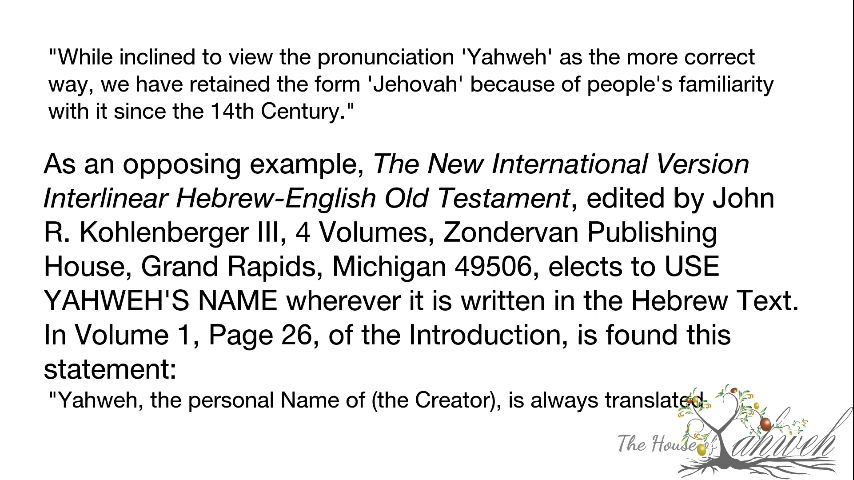 "While inclined to view the pronunciation 'Yahweh' as the more correct
way, we have retained the form 'Jehovah' because of people's familiarity
with it since the 14th Century."
As an opposing example, The New International Version
Interlinear Hebrew-English Old Testament, edited by John
R. Kohlenberger III, 4 Volumes, Zondervan Publishing
House, Grand Rapids, Michigan 49506, elects to USE
YAHWEH'S NAME wherever it is written in the Hebrew Text.
In Volume 1, Page 26, of the Introduction, is found this
statement:
"Yahweh, the personal Name of (the Creator), is always translated
The House of
Yahweh